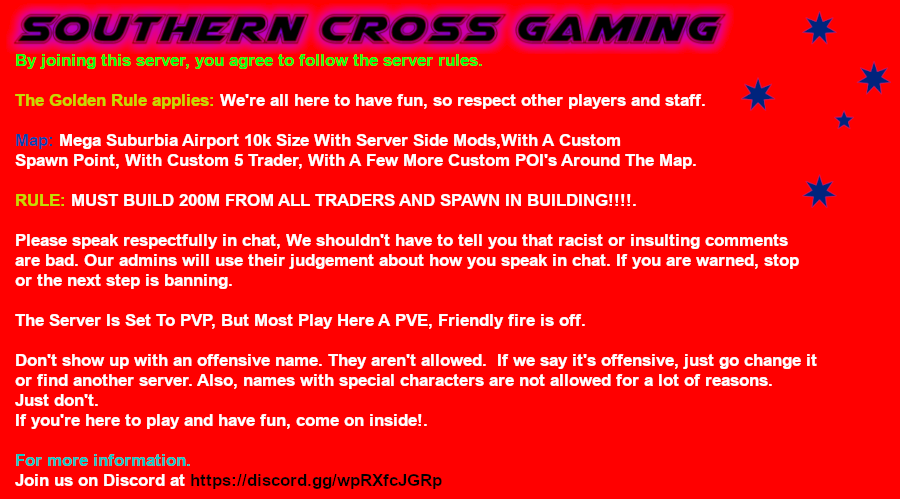 SOUTHERN CROSS GAMING
By joining this server, you agree to follow the server rules.
The Golden Rule applies: We're all here to have fun, so respect other players and staff.
Map: Mega Suburbia Airport 10k Size With Server Side Mods,With A Custom
Spawn Point, With Custom 5 Trader, With A Few More Custom POI's Around The Map.
RULE: MUST BUILD 200M FROM ALL TRADERS AND SPAWN IN BUILDING!!!!.
Please speak respectfully in chat, We shouldn't have to tell you that racist or insulting comments
are bad. Our admins will use their judgement about how you speak in chat. If you are warned, stop
or the next step is banning.
The Server Is Set To PVP, But Most Play Here A PVE, Friendly fire is off.
Don't show up with an offensive name. They aren't allowed.  If we say it's offensive, just go change it
or find another server. Also, names with special characters are not allowed for a lot of reasons.
Just don't.
If you're here to play and have fun, come on inside!.
For more information.
Join us on Discord at https://discord.gg/wpRXfcJGRp